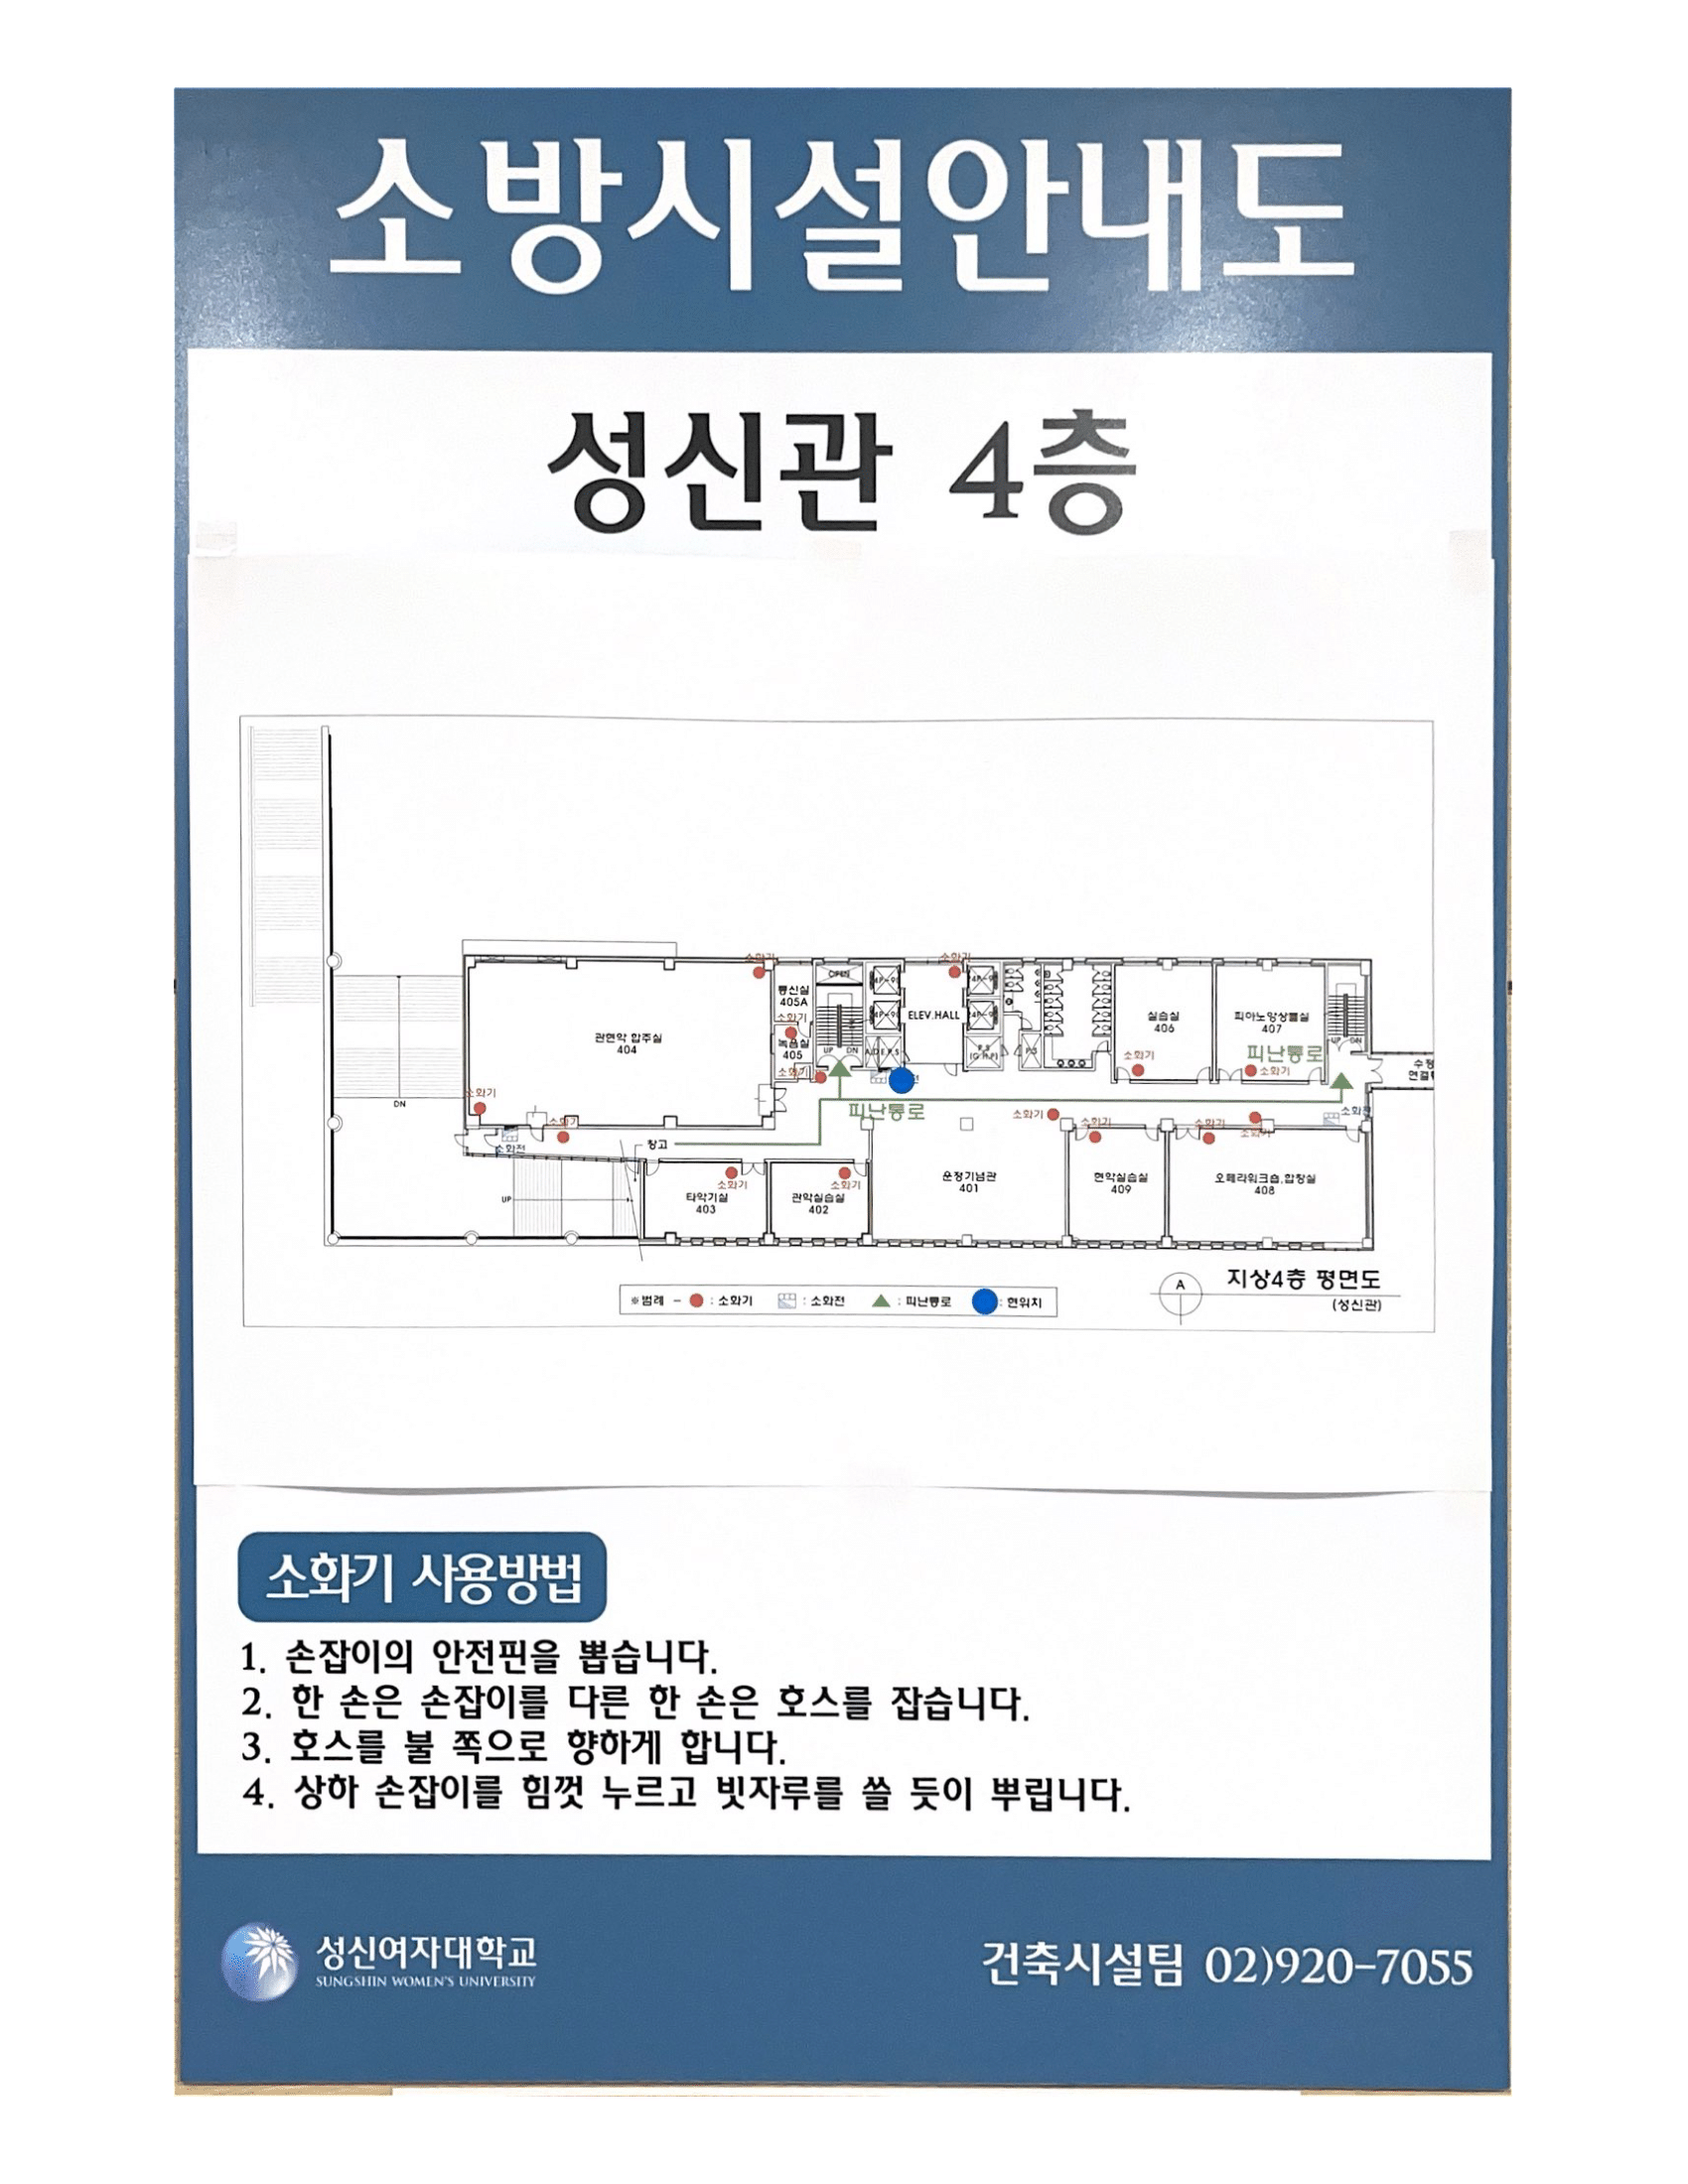 소방시설안내도
성신관 4층
소화기
소화기
통신실
405A
OPEN
ELEV.HALL
관현악 합주실
404
소화기
녹음실
405
UP
DN
실습실
406
피아노앙상블실
407
UP
DN
소화기
소화기
피난통로
소화기
수정
DN
소화기
소화기
소화전
피난통로
소화기
소화기
소화기
소화기
소화전
창고
UP
소화기
타악기실
403
소화기
관악실습실
402
운정기념관
401
현악실습실
409
오페라워크숍,합창실
408
※범례 - : 소화기 : 소화전 : 피난통로 : 현위치
A
지상4층 평면도
(성신관)
소화기 사용방법
1. 손잡이의 안전핀을 뽑습니다.
2. 한 손은 손잡이를 다른 한 손은 호스를 잡습니다.
3. 호스를 불 쪽으로 향하게 합니다.
4. 상하 손잡이를 힘껏 누르고 빗자루를 쓸 듯이 뿌립니다.
성신여자대학교
SUNGSHIN WOMEN'S UNIVERSITY
건축시설팀 02)920-7055